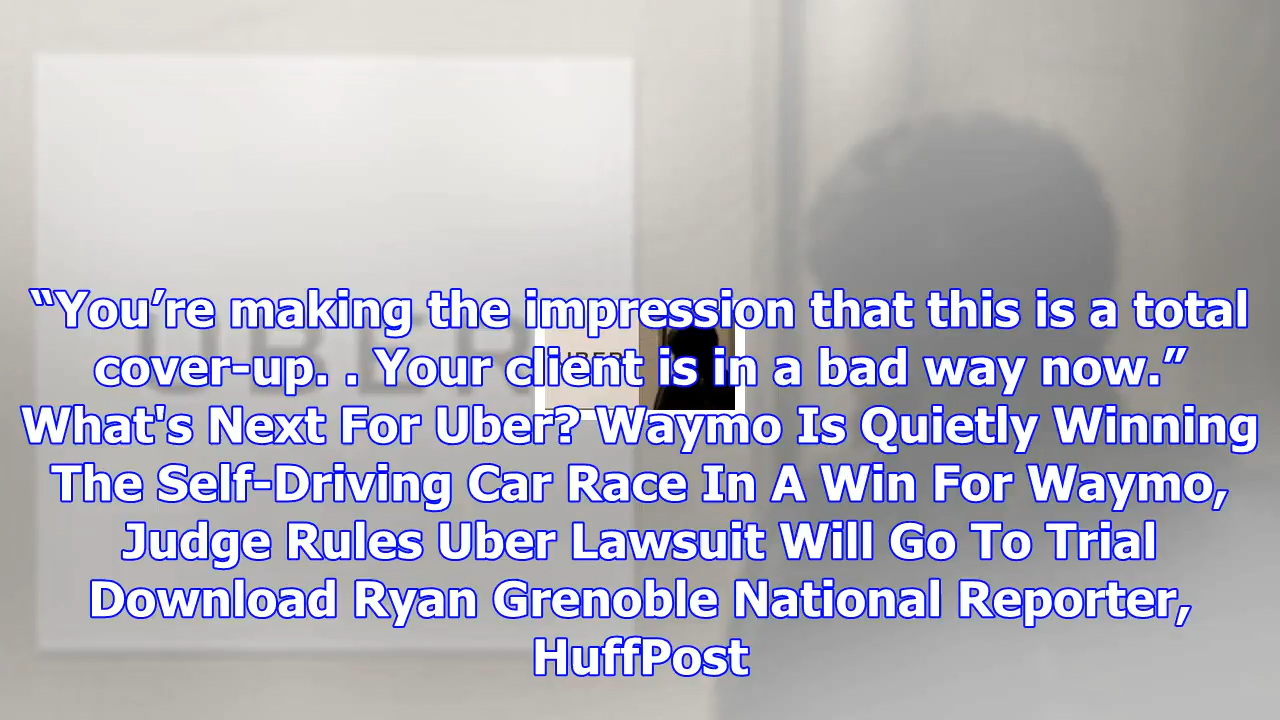 “You’re making the impression that this is a total
cover-up. . Your client is in a bad way now.”
What's Next For Uber? Waymo Is Quietly Winning
The Self-Driving Car Race In A Win For Waymo,
Judge Rules Uber Lawsuit Will Go To Trial
Download Ryan Grenoble National Reporter,
HuffPost
UBER
UBER